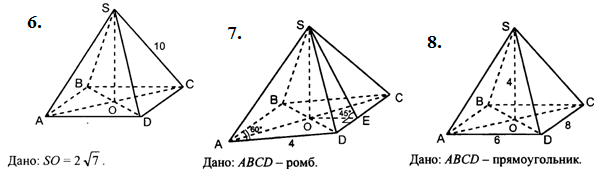 6.
S
10
B
C
O
A
D
Дано: SO = 2√7 .
7.
S
B
C
O
45°
E
60°
A
4
D
Дано: ABCD – ромб.
8.
S
4
B
C
O
8
A
6
D
Дано: ABCD – прямоугольник.